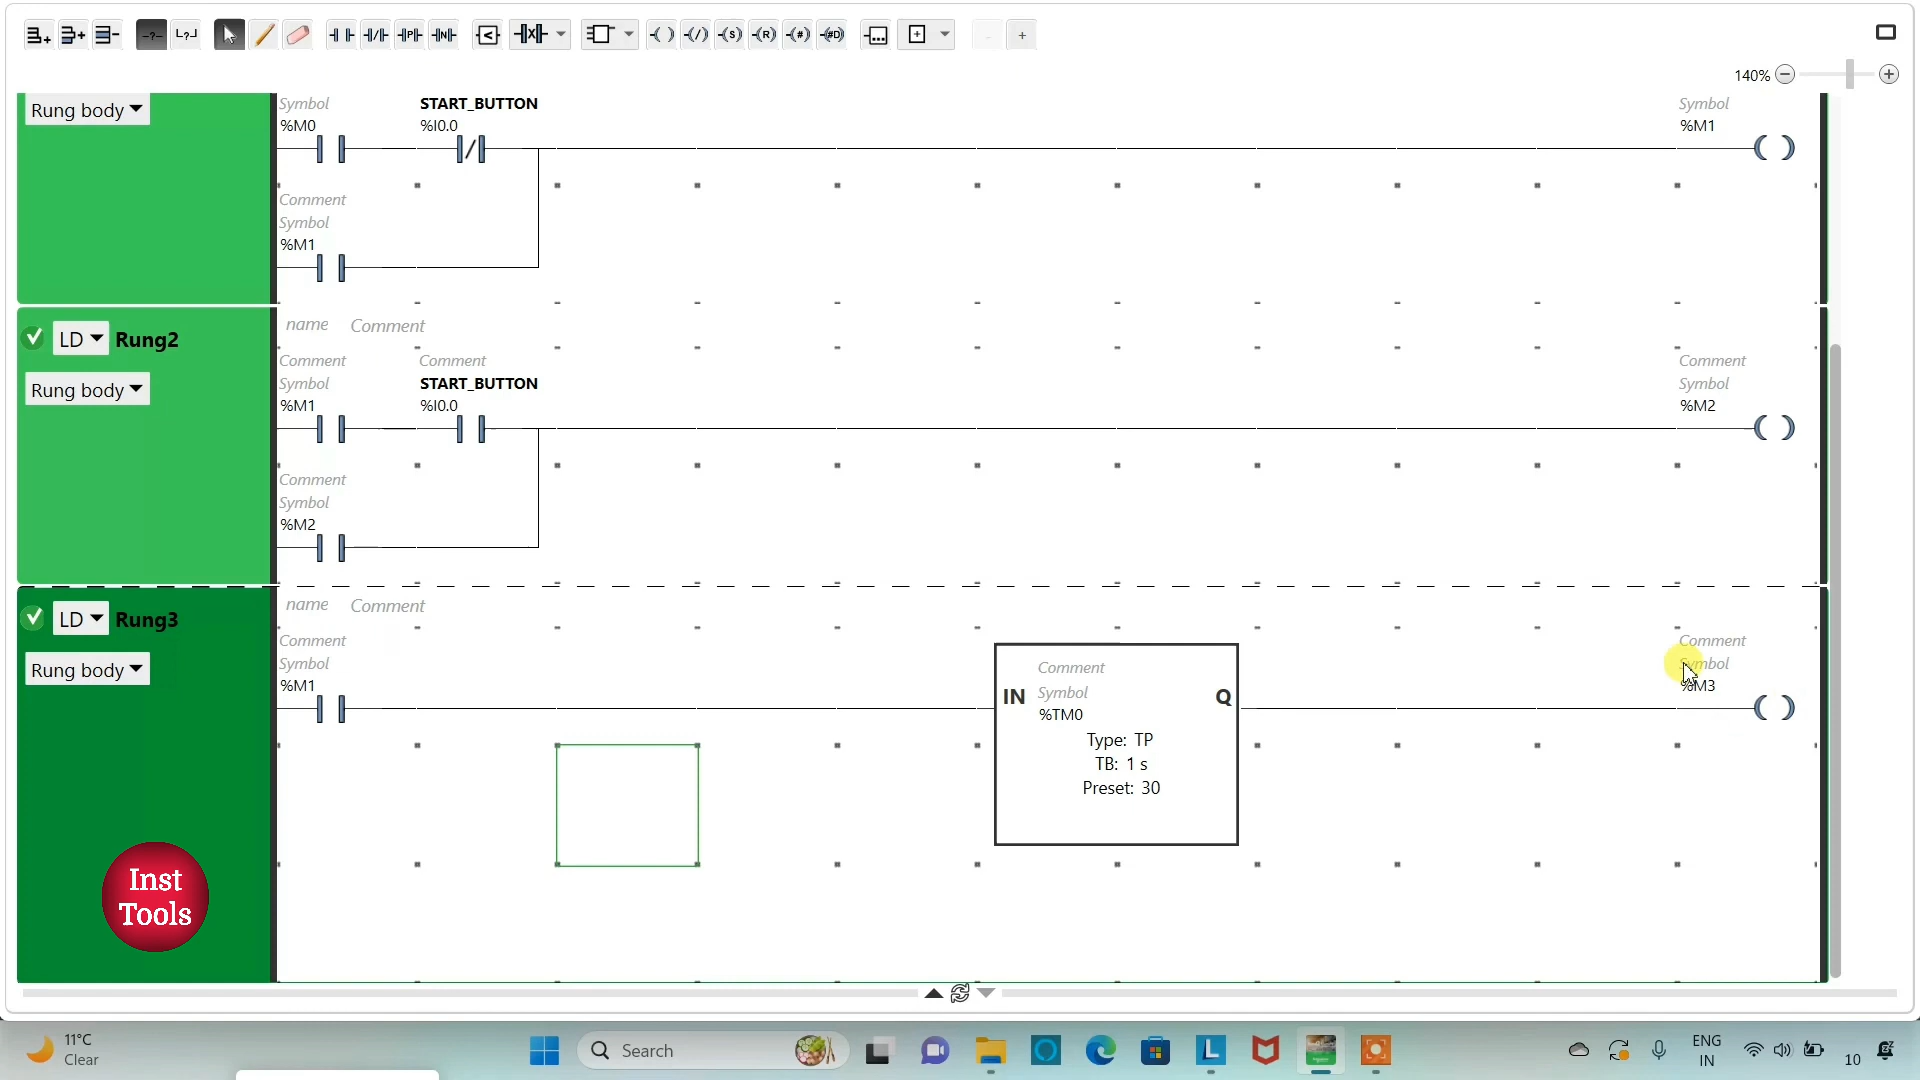 140%
Rung body
Symbol
%M0
START_BUTTON
%I0.0
Symbol
%M1
Comment
Symbol
%M1
LD Rung2
name Comment
Rung body
Comment
Symbol
%M1
Comment
START_BUTTON
%I0.0
Comment
Symbol
%M2
Comment
Symbol
%M2
LD Rung3
name Comment
Rung body
Comment
Symbol
%M1
IN
Comment
Symbol
%TM0
Q
Type: TP
TB: 1 s
Preset: 30
Comment
Symbol
%M3
Inst
Tools
11°C
Clear
Search
ENG
IN
10